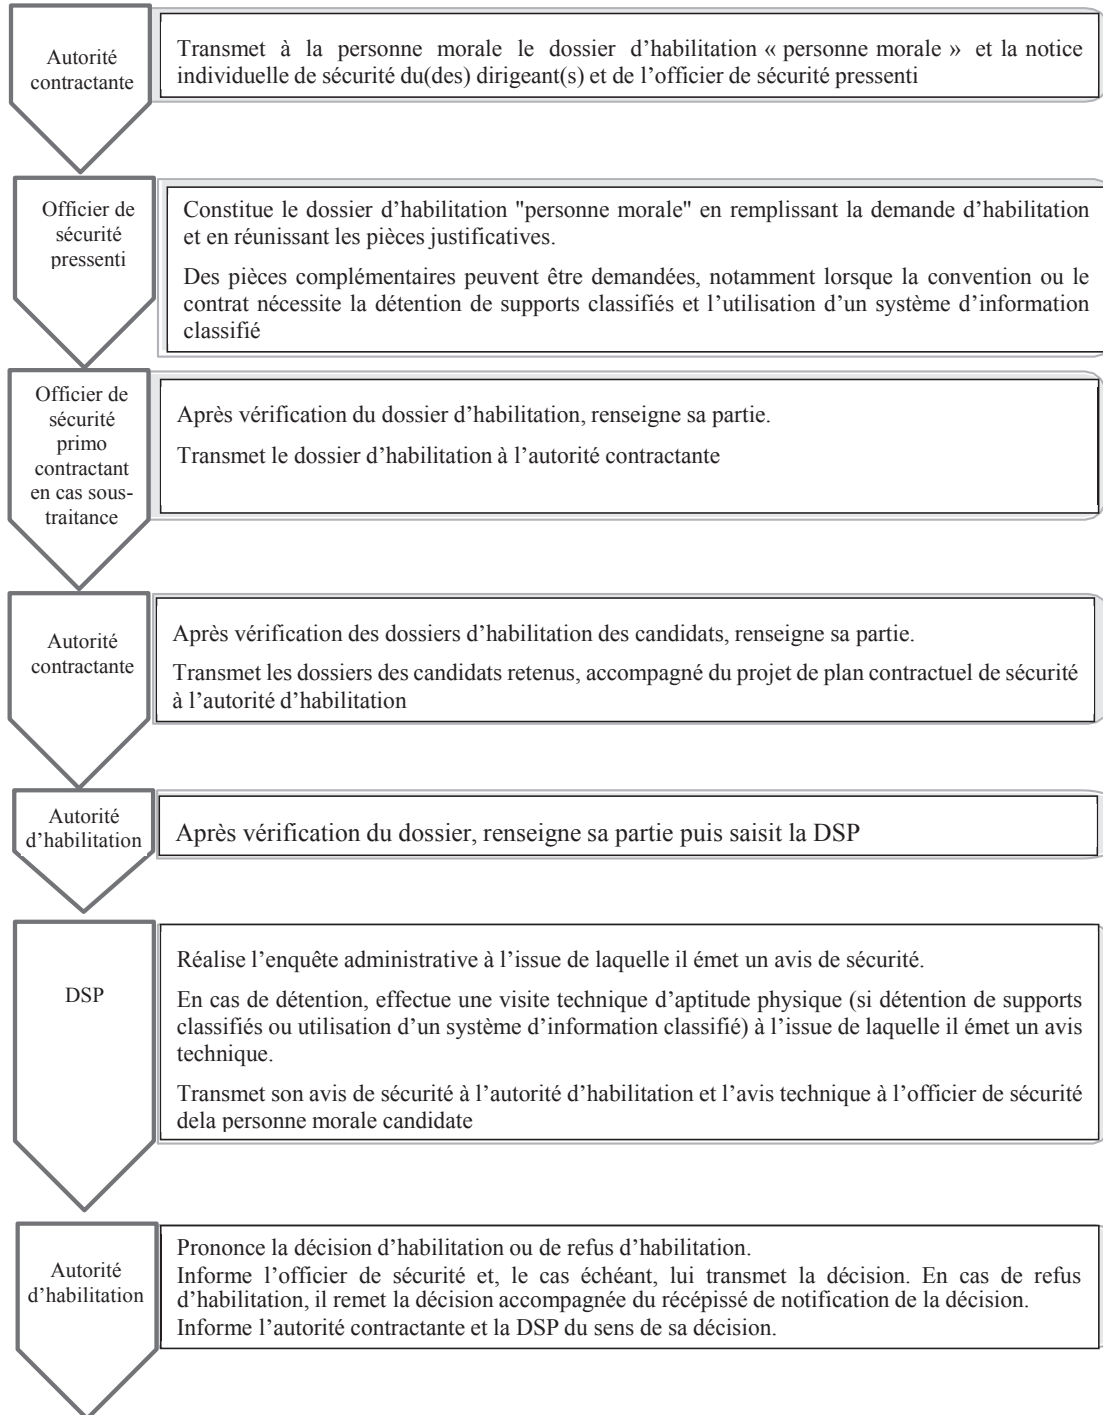 Autorité
contractante
Transmet à la personne morale le dossier d’habilitation « personne morale » et la notice
individuelle de sécurité du(des) dirigeant(s) et de l’officier de sécurité pressenti
Officier de
sécurité
pressenti
Constitue le dossier d’habilitation "personne morale" en remplissant la demande d’habilitation
et en réunissant les pièces justificatives.
Des pièces complémentaires peuvent être demandées, notamment lorsque la convention ou le
contrat nécessite la détention de supports classifiés et l’utilisation d’un système d’information
classifié
Officier de
sécurité
primo
contractant
en cas sous-
traitance
Après vérification du dossier d’habilitation, renseigne sa partie.
Transmet le dossier d’habilitation à l’autorité contractante
Autorité
contractante
Après vérification des dossiers d’habilitation des candidats, renseigne sa partie.
Transmet les dossiers des candidats retenus, accompagné du projet de plan contractuel de sécurité
à l’autorité d’habilitation
Autorité
d’habilitation
Après vérification du dossier, renseigne sa partie puis saisit la DSP
DSP
Réalise l’enquête administrative à l’issue de laquelle il émet un avis de sécurité.
En cas de détention, effectue une visite technique d’aptitude physique (si détention de supports
classifiés ou utilisation d’un système d’information classifié) à l’issue de laquelle il émet un avis
technique.
Transmet son avis de sécurité à l’autorité d’habilitation et l’avis technique à l’officier de sécurité
dela personne morale candidate
Autorité
d’habilitation
Prononce la décision d’habilitation ou de refus d’habilitation.
Informe l’officier de sécurité et, le cas échéant, lui transmet la décision. En cas de refus
d’habilitation, il remet la décision accompagnée du récépissé de notification de la décision.
Informe l’autorité contractante et la DSP du sens de sa décision.